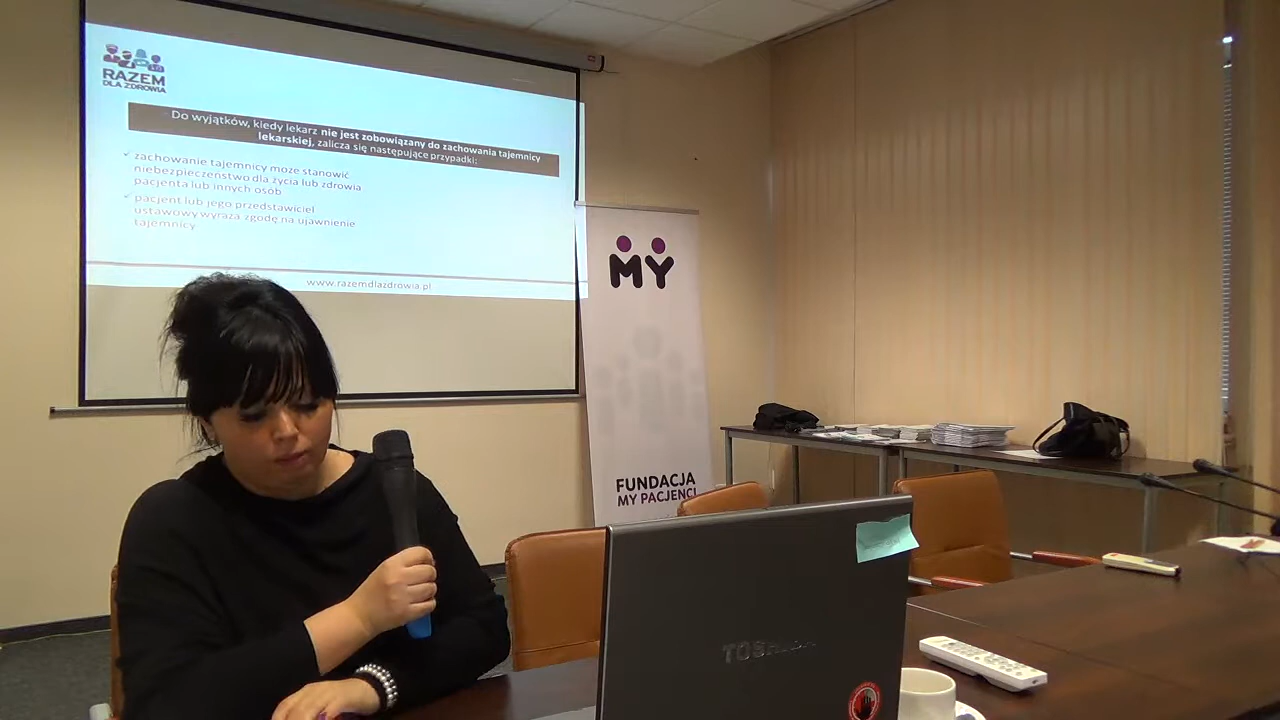 RAZEM
DLA ZDROWIA
Do wyjątków, kiedy lekarz nie jest zobowiązany do zachowania tajemnicy
lekarskiej, zalicza się następujące przypadki:
zachowanie tajemnicy może stanowić
niebezpieczeństwo dla życia lub zdrowia
pacjenta lub innych osób
pacjent lub jego przedstawiciel
ustawowy wyraża zgodę na ujawnienie
tajemnicy
www.razemdlazdrowia.pl
MY
FUNDACJA
MY PACJENCI
TOSHIBA